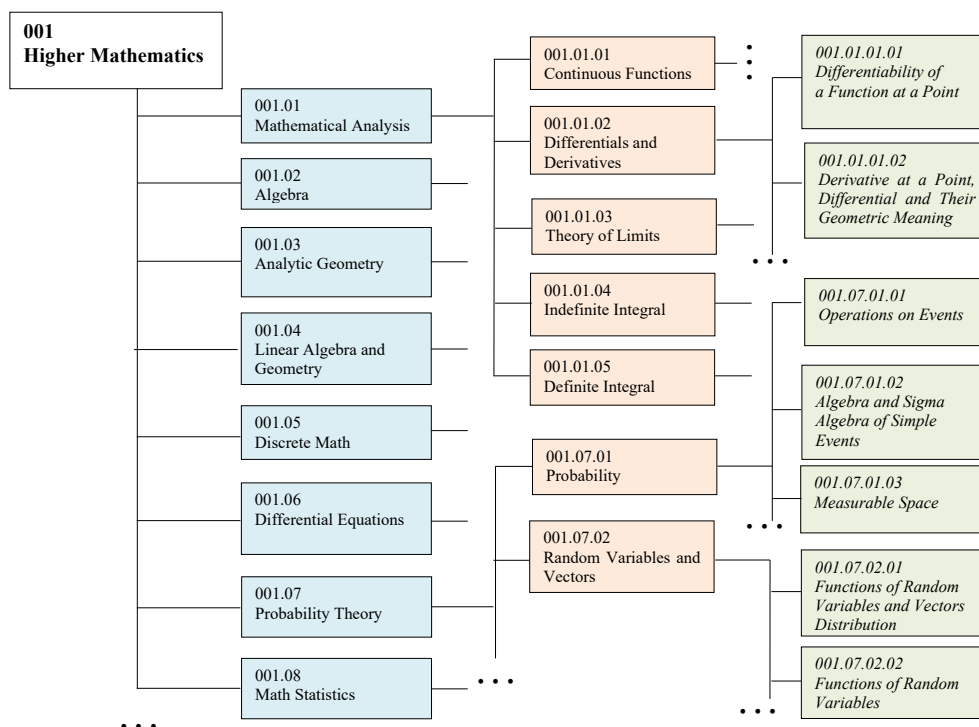 001
Higher Mathematics
001.01
Mathematical Analysis
001.02
Algebra
001.03
Analytic Geometry
001.04
Linear Algebra and
Geometry
001.05
Discrete Math
001.06
Differential Equations
001.07
Probability Theory
001.08
Math Statistics
• • •
001.01.01
Continuous Functions
001.01.02
Differentials and
Derivatives
001.01.03
Theory of Limits
001.01.04
Indefinite Integral
001.01.05
Definite Integral
001.07.01
Probability
001.07.02
Random Variables and
Vectors
• • •
001.01.01.01
Differentiability of
a Function at a Point
001.01.01.02
Derivative at a Point,
Differential and Their
Geometric Meaning
• • •
001.07.01.01
Operations on Events
001.07.01.02
Algebra and Sigma
Algebra of Simple
Events
001.07.01.03
Measurable Space
• • •
001.07.02.01
Functions of Random
Variables and Vectors
Distribution
001.07.02.02
Functions of Random
Variables
• • •